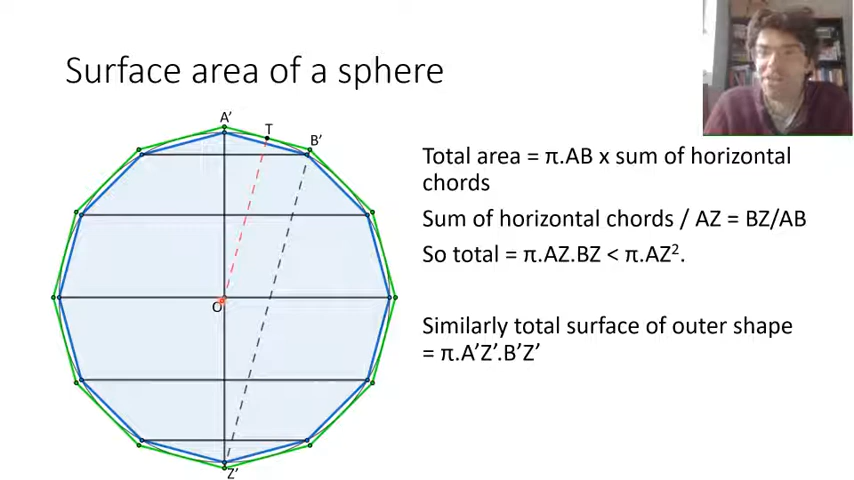 Surface area of a sphere
A′
T
B′
O
Z′
Total area = π.AB x sum of horizontal
chords
Sum of horizontal chords / AZ = BZ/AB
So total = π.AZ.BZ < π.AZ².
Similarly total surface of outer shape
= π.A′Z′.B′Z′